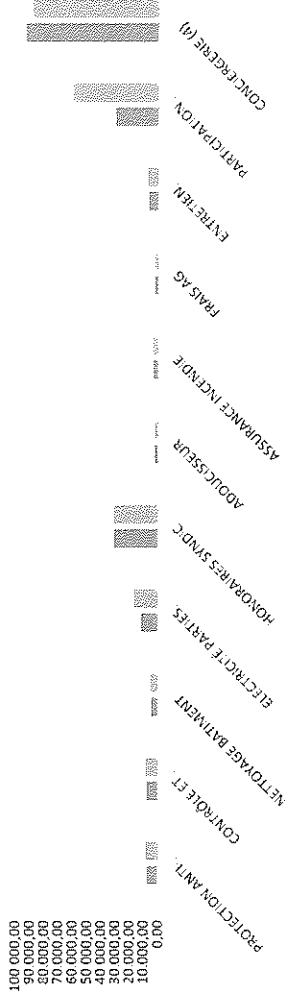 100 000,00
90 000,00
80 000,00
70 000,00
60 000,00
50 000,00
40 000,00
30 000,00
20 000,00
10 000,00
0,00
PROTECTION ANTI...
CONTRÔLE ET...
NETTOYAGE BATIMENT
ELECTRICITÉ PARTIES...
HONORAIRES SYNDIC
ADOUCISSEUR
ASSURANCE INCENDIE
FRAIS AG
ENTRETIEN
PARTICIPATION
CONCIERGERIE (4)